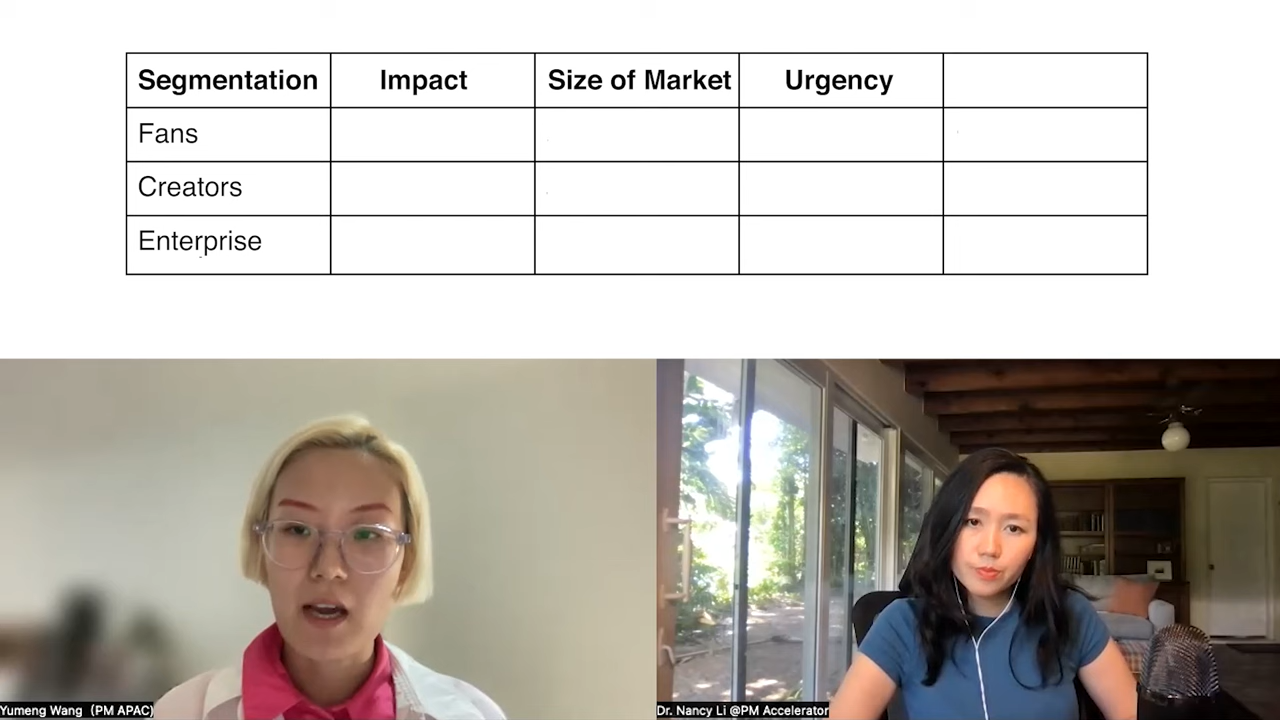 Segmentation Impact Size of Market Urgency
Fans
Creators
Enterprise
Yumeng Wang（PM APAC)
Dr. Nancy Li @PM Accelerator